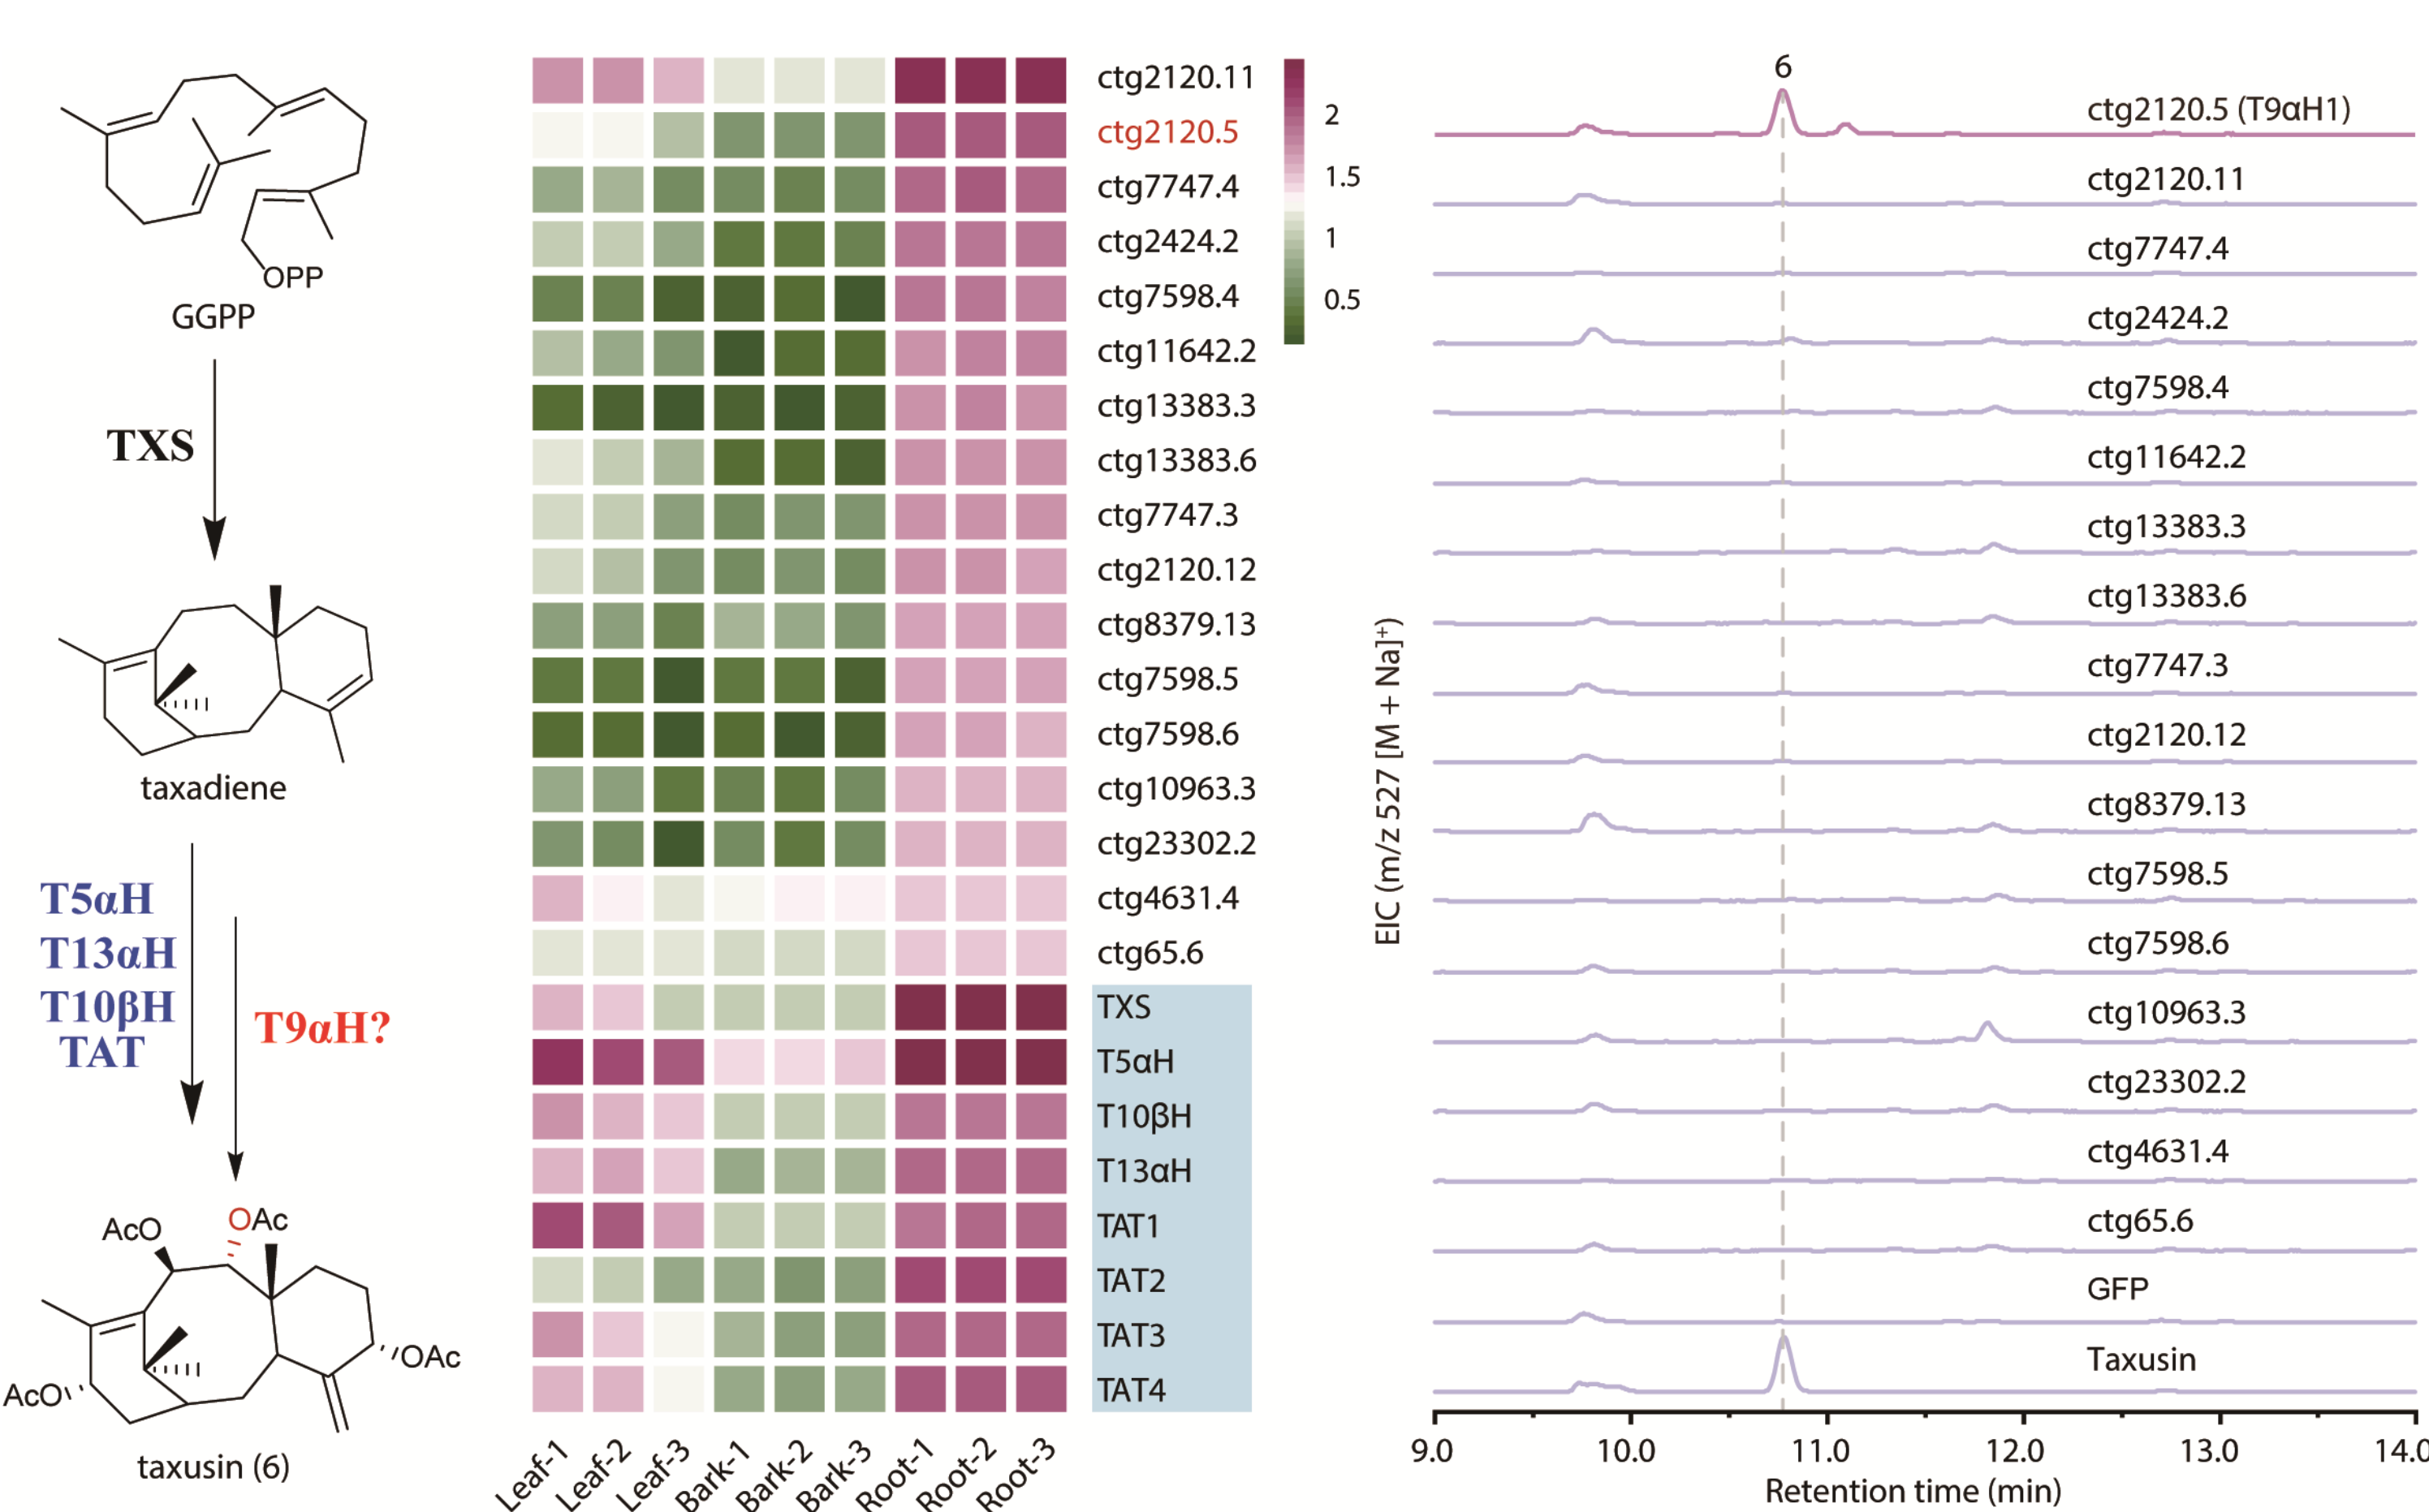 OPP
GGPP
TXS
taxadiene
T5αH
T13αH
T10βH
TAT
T9αH?
AcO
OAc
OAc
AcO
taxusin (6)
ctg2120.11
ctg2120.5
ctg7747.4
ctg2424.2
ctg7598.4
ctg11642.2
ctg13383.3
ctg13383.6
ctg7747.3
ctg2120.12
ctg8379.13
ctg7598.5
ctg7598.6
ctg10963.3
ctg23302.2
ctg4631.4
ctg65.6
TXS
T5αH
T10βH
T13αH
TAT1
TAT2
TAT3
TAT4
Leaf-1
Leaf-2
Leaf-3
Bark-1
Bark-2
Bark-3
Root-1
Root-2
Root-3
2
1.5
1
0.5
EIC (m/z 527 [M + Na]⁺)
6
ctg2120.5 (T9αH1)
ctg2120.11
ctg7747.4
ctg2424.2
ctg7598.4
ctg11642.2
ctg13383.3
ctg13383.6
ctg7747.3
ctg2120.12
ctg8379.13
ctg7598.5
ctg7598.6
ctg10963.3
ctg23302.2
ctg4631.4
ctg65.6
GFP
Taxusin
9.0 10.0 11.0 12.0 13.0 14.0
Retention time (min)